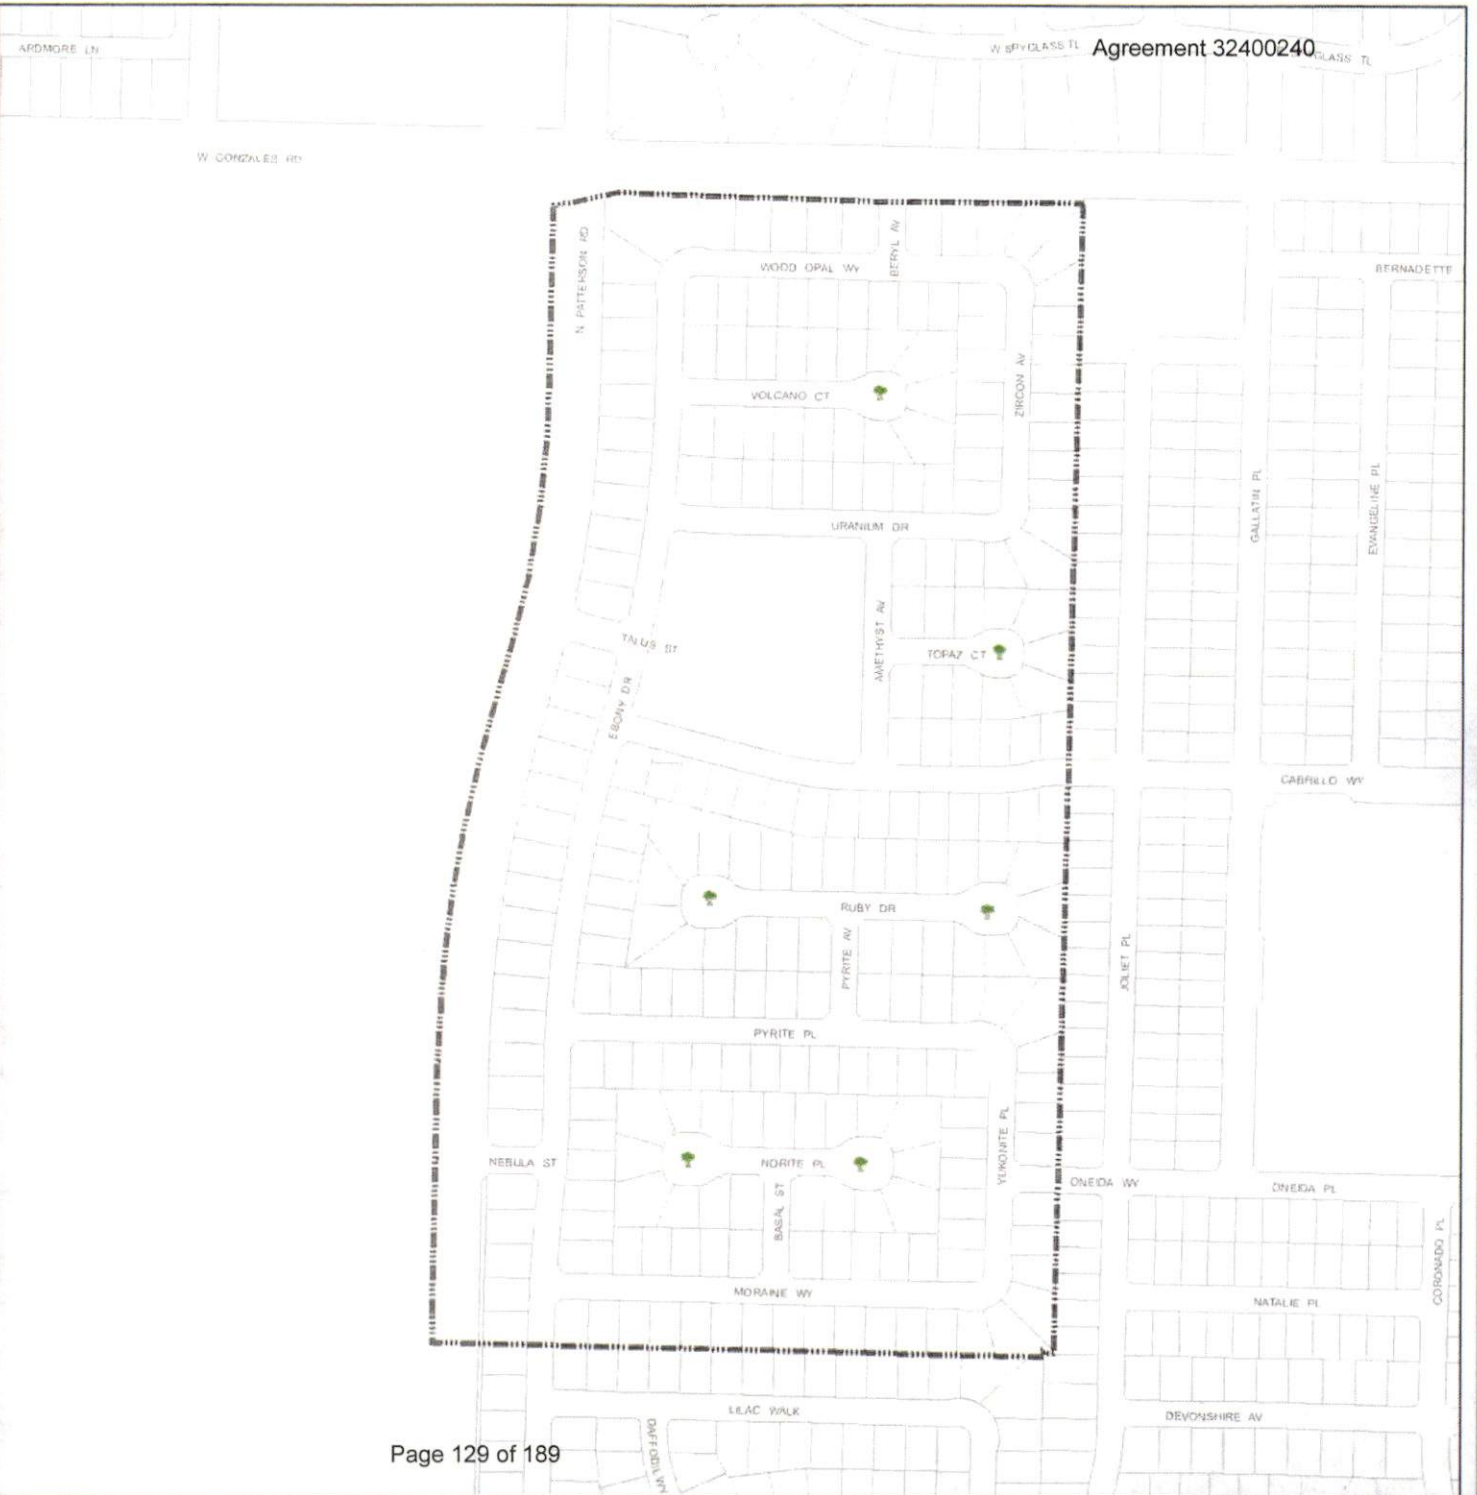 ARDMORE LN
W SPYGLASS TL
Agreement 32400240
GLASS TL
W GONZALES RD
N PATTERSON RD
BERYL AV
WOOD OPAL WY
BERNADETTE
ZIRCON AV
VOLCANO CT
GALLATIN PL
EVANGELINE PL
URANIUM DR
AMETHYST AV
TALUS ST
TOPAZ CT
EBONY DR
CABRILLO WY
RUBY DR
PYRITE AV
JOLIET PL
PYRITE PL
YUKONITE PL
NEBULA ST
NORITE PL
ONEIDA WY
ONEIDA PL
BASAL ST
CORONADO PL
MORAINE WY
NATALIE PL
LILAC WALK
DEVONSHIRE AV
DAFFODIL
Page 129 of 189